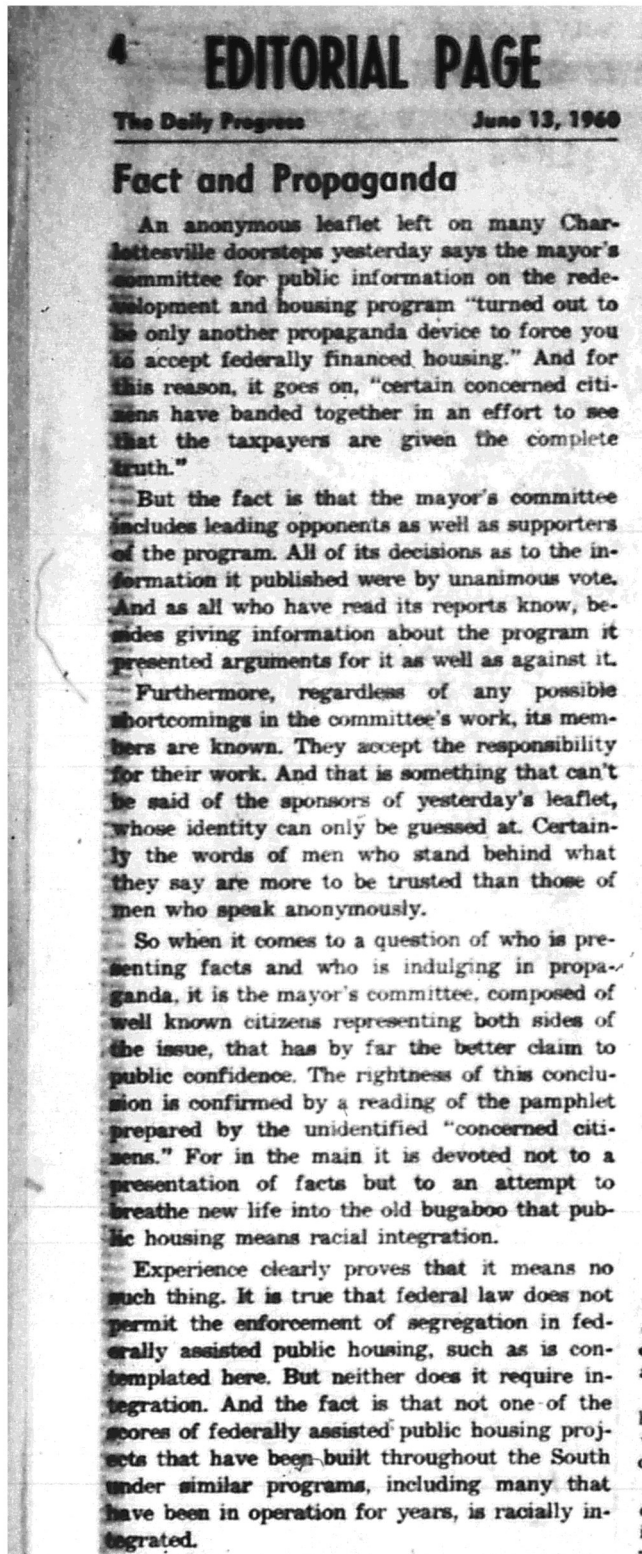 4 EDITORIAL PAGE
The Daily Progress June 13, 1960
Fact and Propaganda
An anonymous leaflet left on many Char-
lottesville doorsteps yesterday says the mayor's
committee for public information on the rede-
velopment and housing program "turned out to
be only another propaganda device to force you
to accept federally financed housing." And for
this reason, it goes on, "certain concerned citi-
zens have banded together in an effort to see
that the taxpayers are given the complete
truth."
But the fact is that the mayor's committee
includes leading opponents as well as supporters
of the program. All of its decisions as to the in-
formation it published were by unanimous vote.
And as all who have read its reports know, be-
sides giving information about the program it
presented arguments for it as well as against it.
Furthermore, regardless of any possible
shortcomings in the committee's work, its mem-
bers are known. They accept the responsibility
for their work. And that is something that can't
be said of the sponsors of yesterday's leaflet,
whose identity can only be guessed at. Certain-
ly the words of men who stand behind what
they say are more to be trusted than those of
men who speak anonymously.
So when it comes to a question of who is pre-
senting facts and who is indulging in propa-
ganda, it is the mayor's committee, composed of
well known citizens representing both sides of
the issue, that has by far the better claim to
public confidence. The rightness of this conclu-
sion is confirmed by a reading of the pamphlet
prepared by the unidentified "concerned citi-
zens." For in the main it is devoted not to a
presentation of facts but to an attempt to
breathe new life into the old bugaboo that pub-
lic housing means racial integration.
Experience clearly proves that it means no
such thing. It is true that federal law does not
permit the enforcement of segregation in fed-
erally assisted public housing, such as is con-
templated here. But neither does it require in-
tegration. And the fact is that not one of the
scores of federally assisted public housing proj-
ects that have been built throughout the South
under similar programs, including many that
have been in operation for years, is racially in-
tegrated.